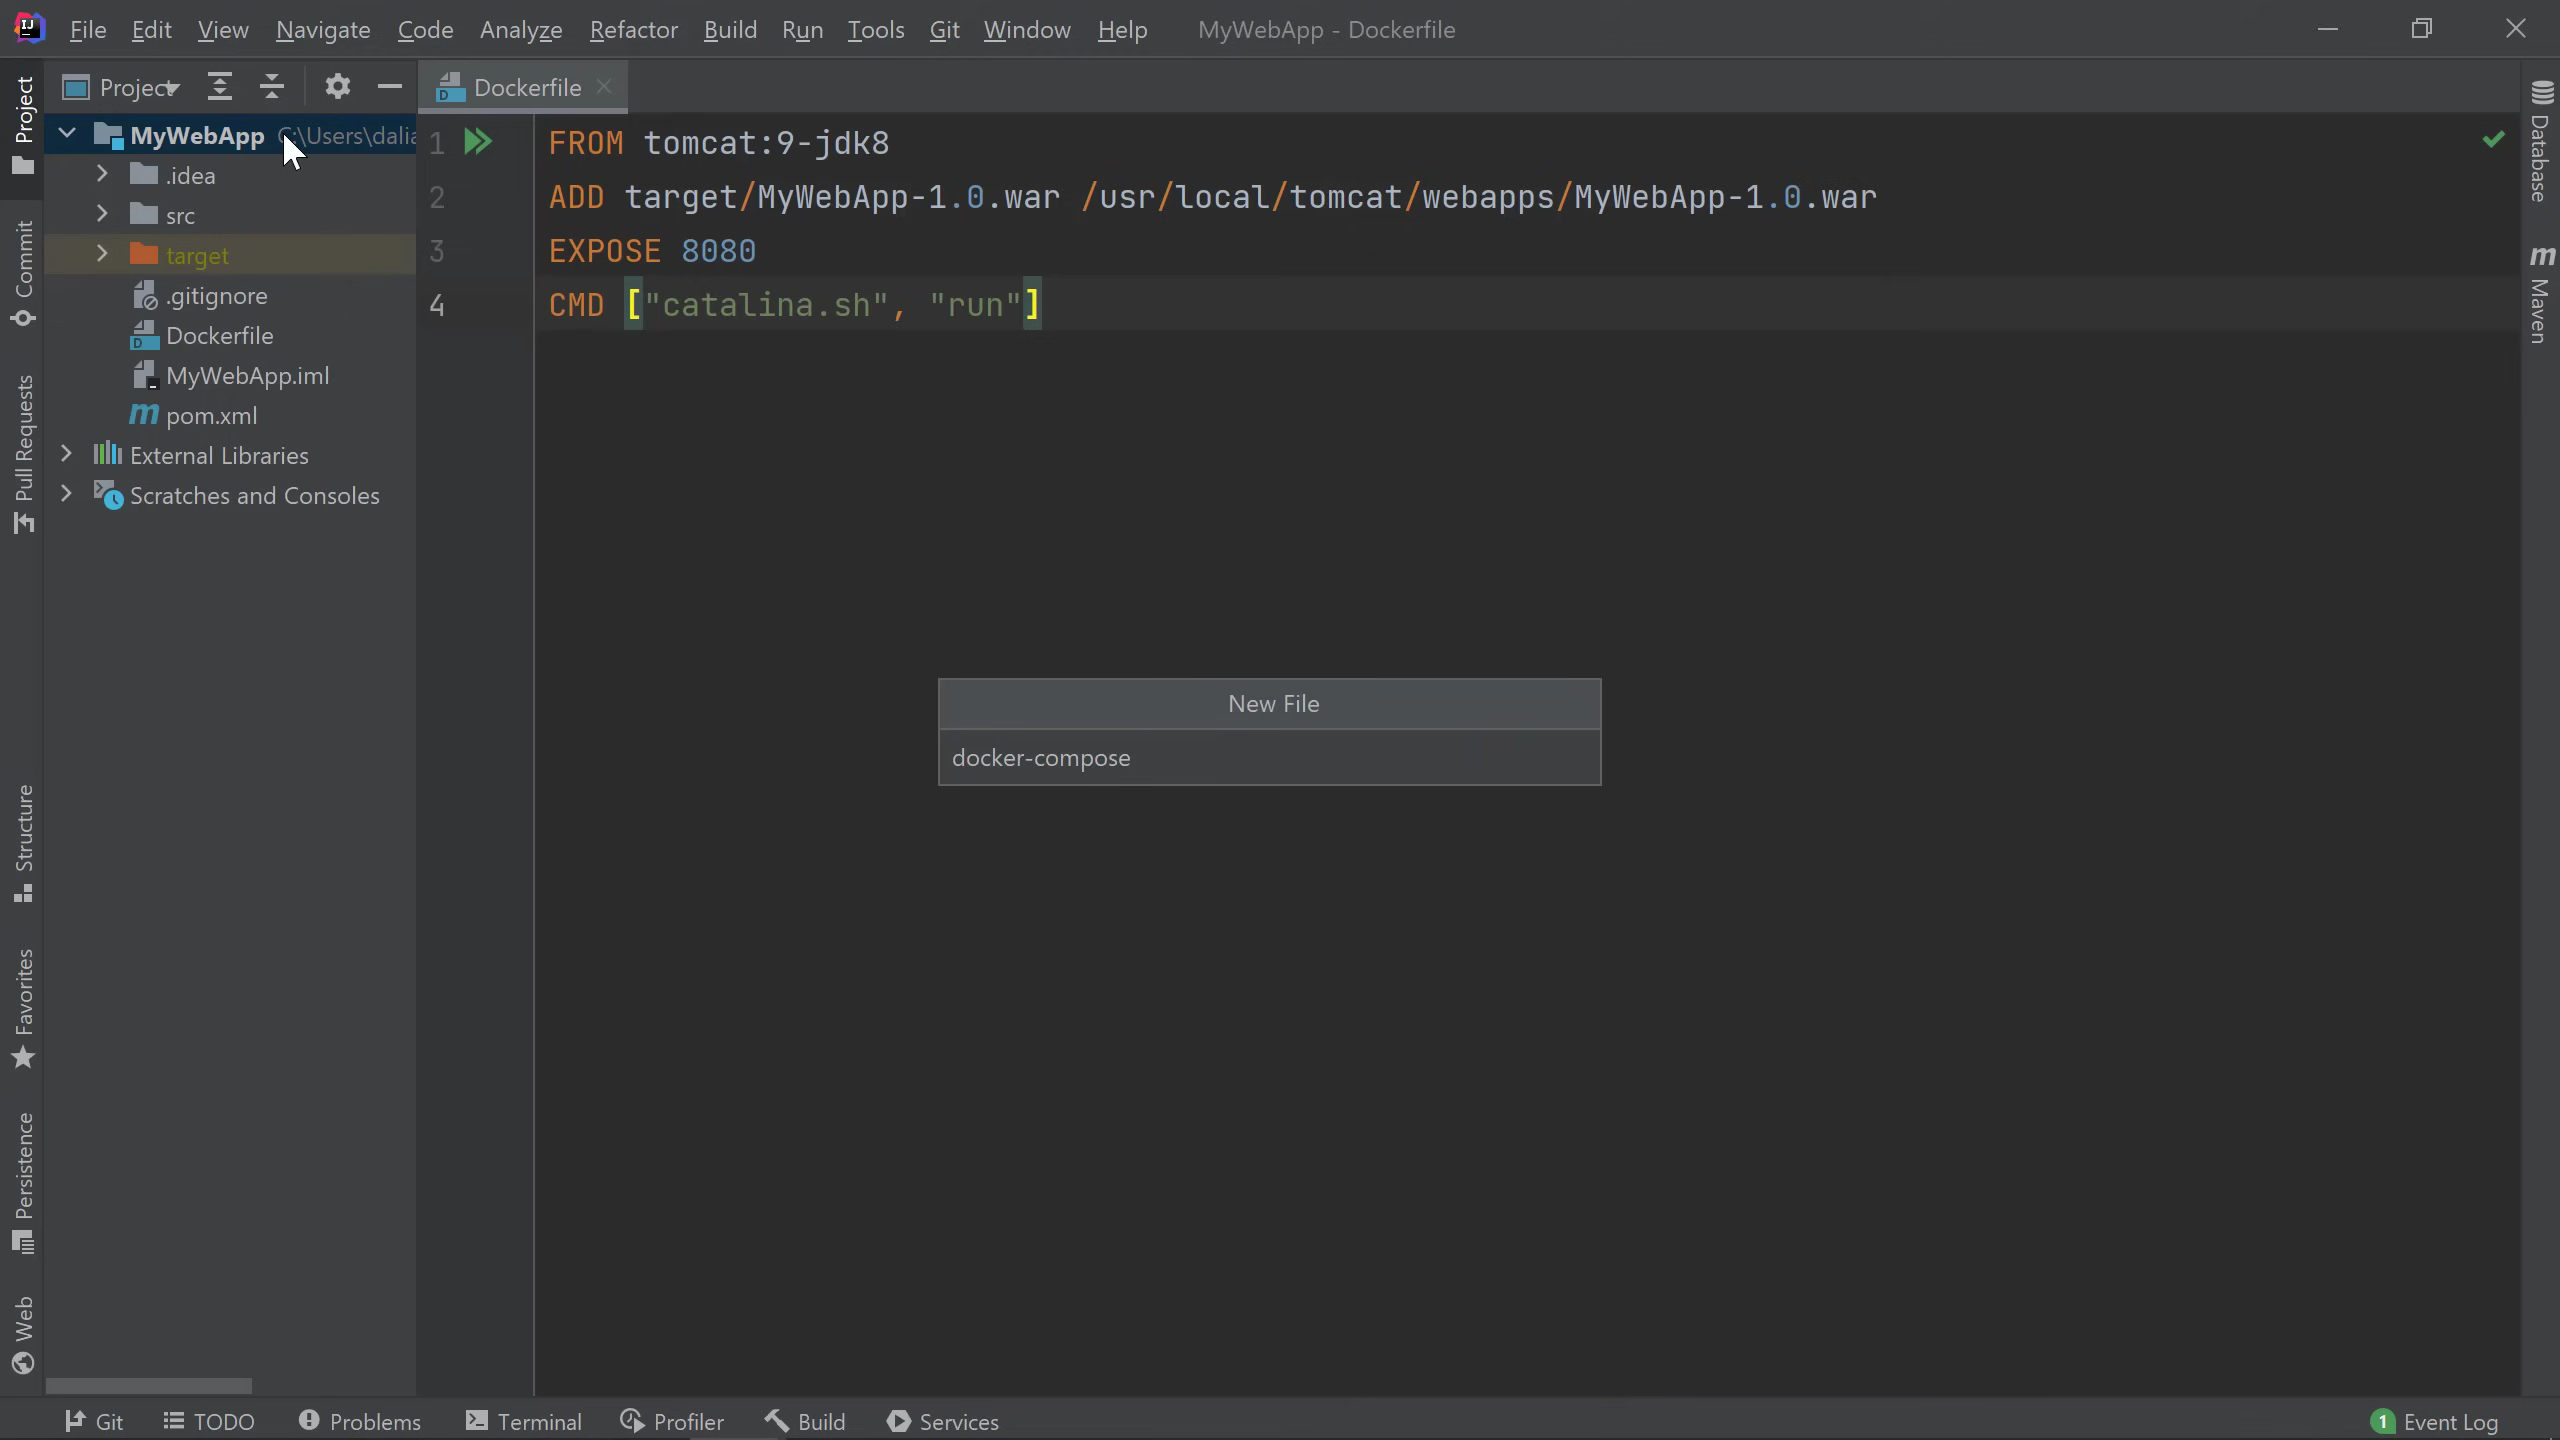 File Edit View Navigate Code Analyze Refactor Build Run Tools Git Window Help MyWebApp - Dockerfile
Project
Dockerfile
MyWebApp C:\Users\dalia
.idea
src
target
.gitignore
Dockerfile
MyWebApp.iml
pom.xml
External Libraries
Scratches and Consoles
1 FROM tomcat:9-jdk8
2 ADD target/MyWebApp-1.0.war /usr/local/tomcat/webapps/MyWebApp-1.0.war
3 EXPOSE 8080
4 CMD ["catalina.sh", "run"]
New File
docker-compose
Project
Commit
Pull Requests
Structure
Favorites
Persistence
Web
Database
Maven
Git TODO Problems Terminal Profiler Build Services 1 Event Log